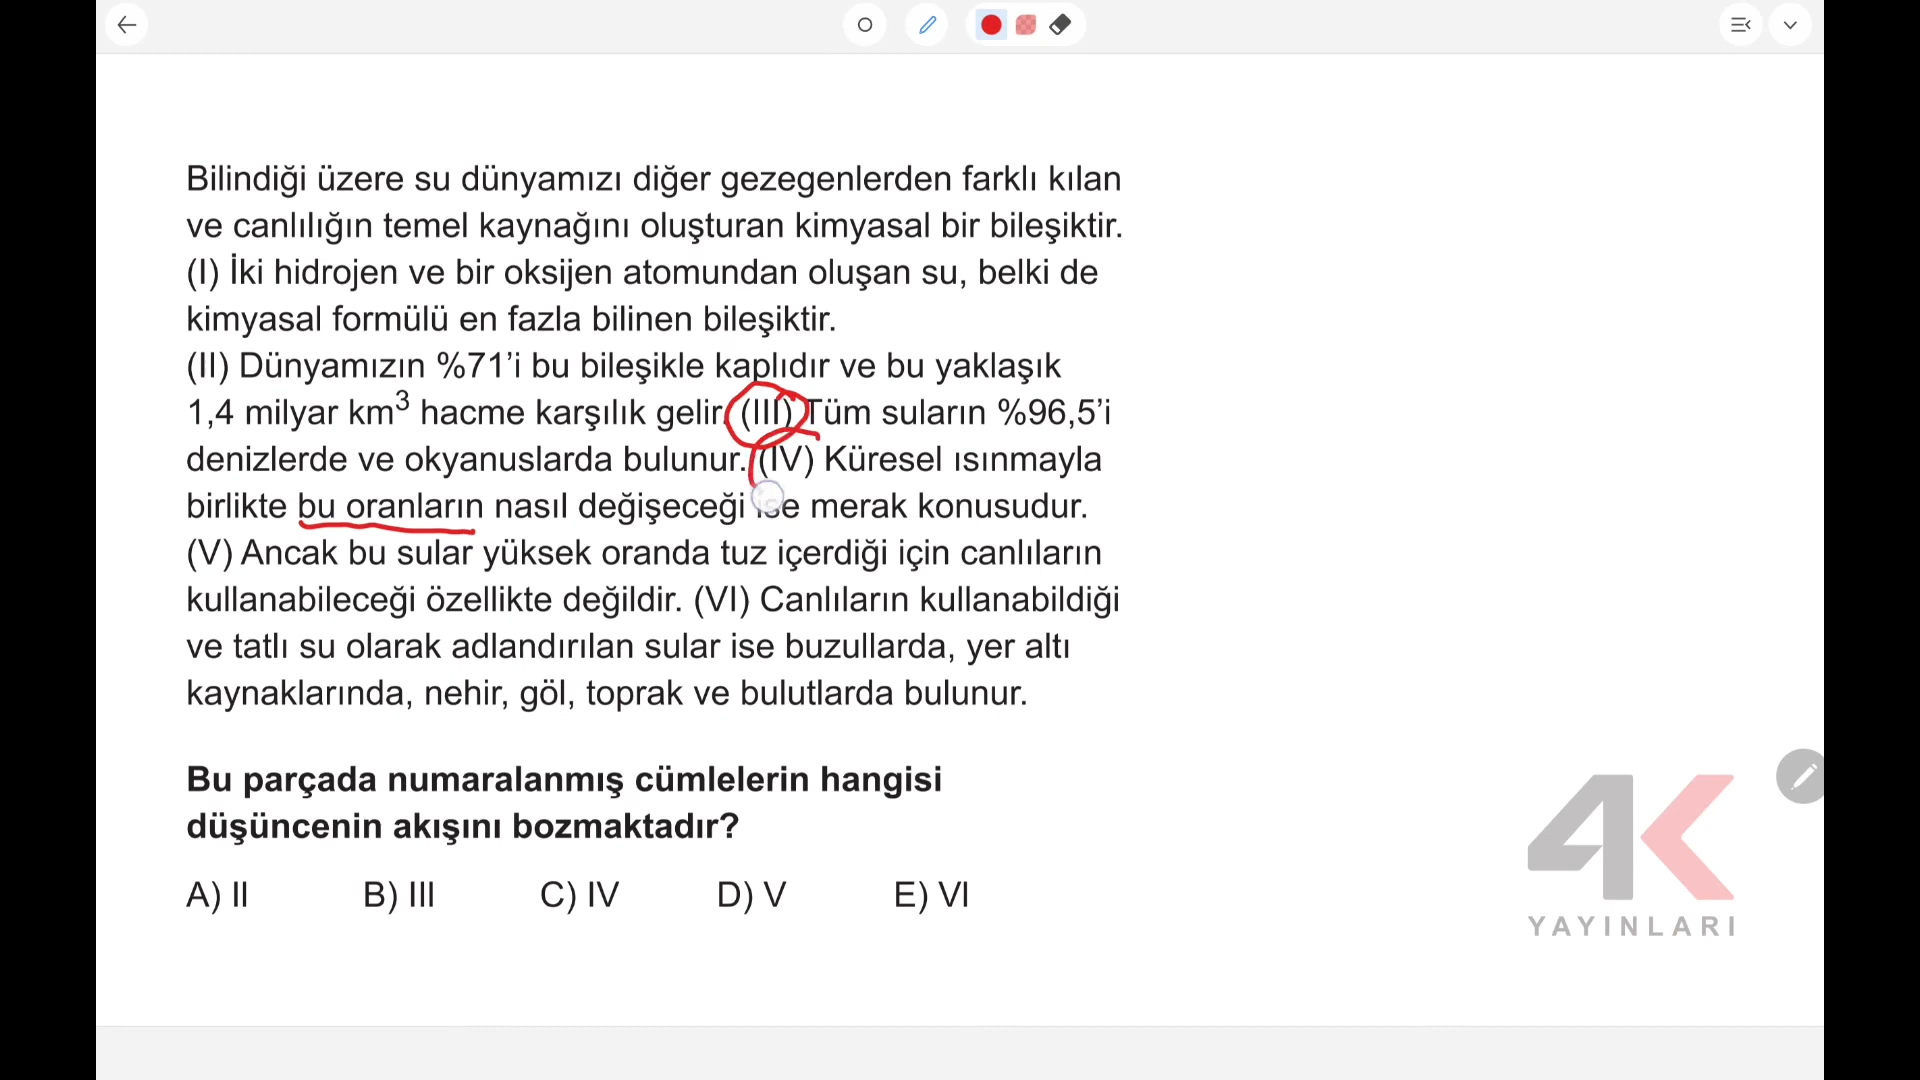 Bilindiği üzere su dünyamızı diğer gezegenlerden farklı kılan
ve canlılığın temel kaynağını oluşturan kimyasal bir bileşiktir.
(I) İki hidrojen ve bir oksijen atomundan oluşan su, belki de
kimyasal formülü en fazla bilinen bileşiktir.
(II) Dünyamızın %71’i bu bileşikle kaplıdır ve bu yaklaşık
1,4 milyar km³ hacme karşılık gelir. (III) Tüm suların %96,5’i
denizlerde ve okyanuslarda bulunur. (IV) Küresel ısınmayla
birlikte bu oranların nasıl değişeceği ise merak konusudur.
(V) Ancak bu sular yüksek oranda tuz içerdiği için canlıların
kullanabileceği özellikte değildir. (VI) Canlıların kullanabildiği
ve tatlı su olarak adlandırılan sular ise buzullarda, yer altı
kaynaklarında, nehir, göl, toprak ve bulutlarda bulunur.
Bu parçada numaralanmış cümlelerin hangisi
düşüncenin akışını bozmaktadır?
A) II B) III C) IV D) V E) VI
4K
YAYINLARI